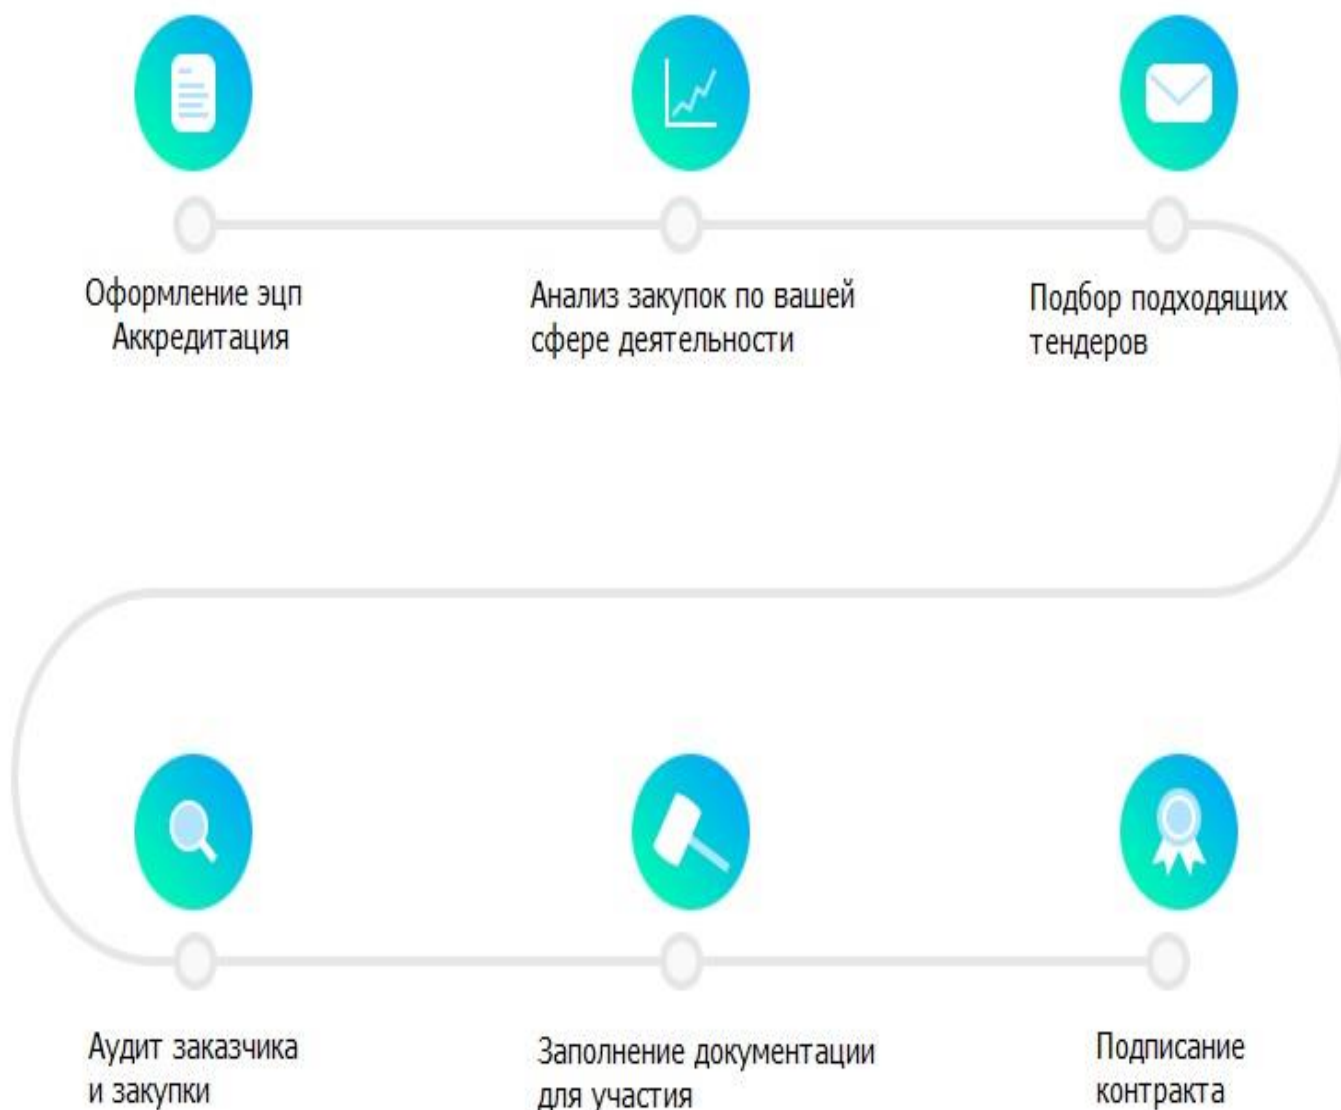 Оформление эцп
Аккредитация
Анализ закупок по вашей
сфере деятельности
Подбор подходящих
тендеров
Аудит заказчика
и закупки
Заполнение документации
для участия
Подписание
контракта